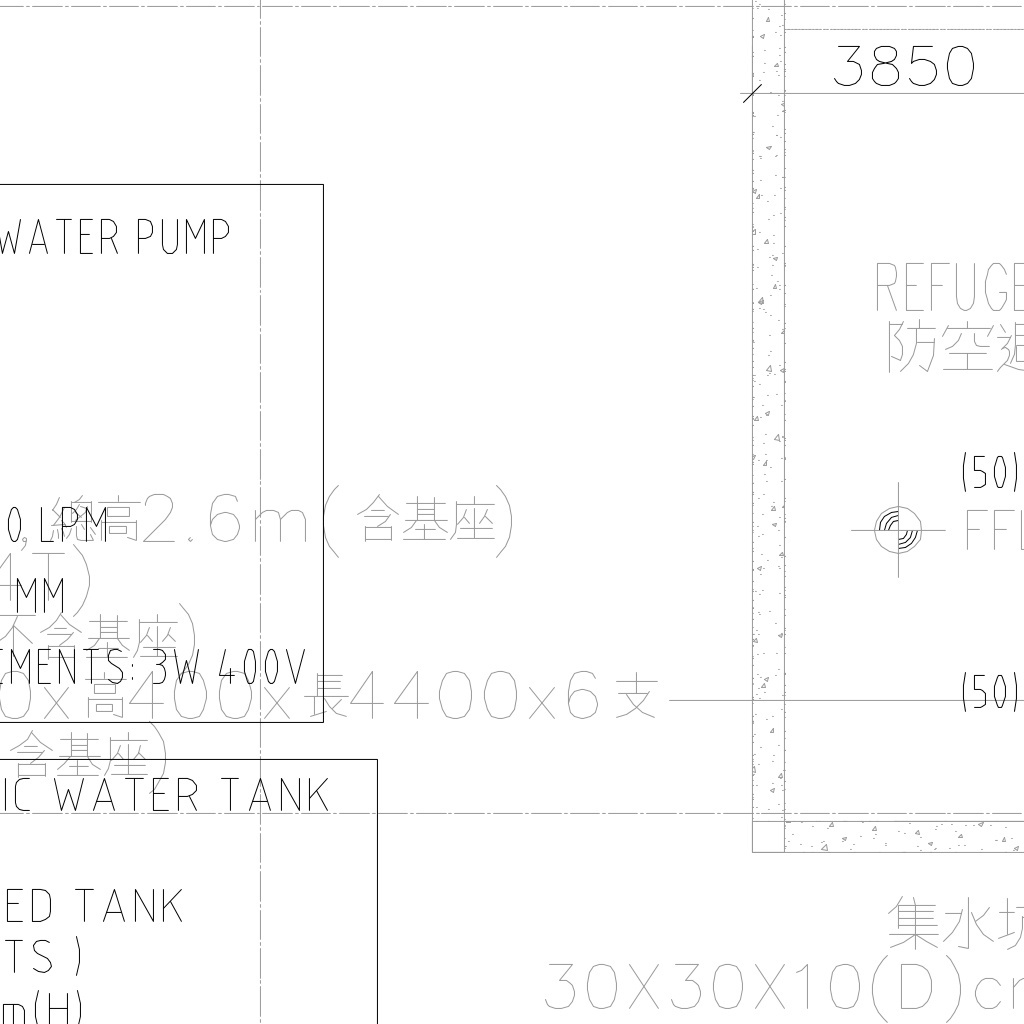 3850
WATER PUMP
REFUGE
防空避
(50)
總高2.6m(含基座)
0,LPM
FFL
4T)
MM
不含基座)
TMENTS: 3W 400V
0x高400x長4400x6支
(50)
含基座)
IC WATER TANK
ED TANK
集水坑
TS )
30X30X10(D)cm
m(H)